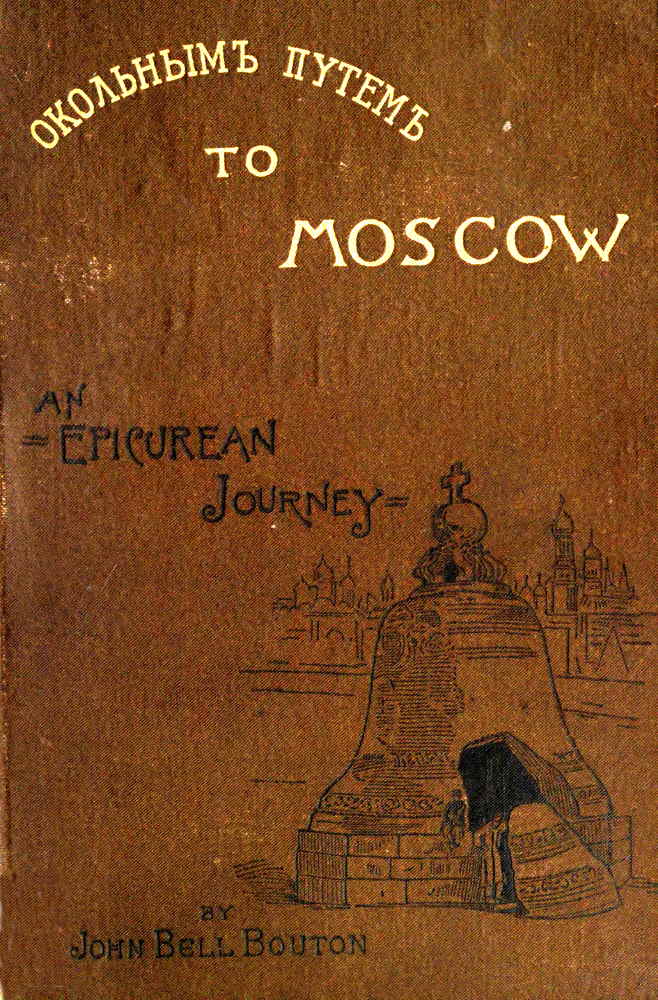 ОКОЛЬНЫМЪ ПУТЕМЪ
TO
MOSCOW
AN
=EPICUREAN
JOURNEY=
BY
JOHN BELL BOUTON